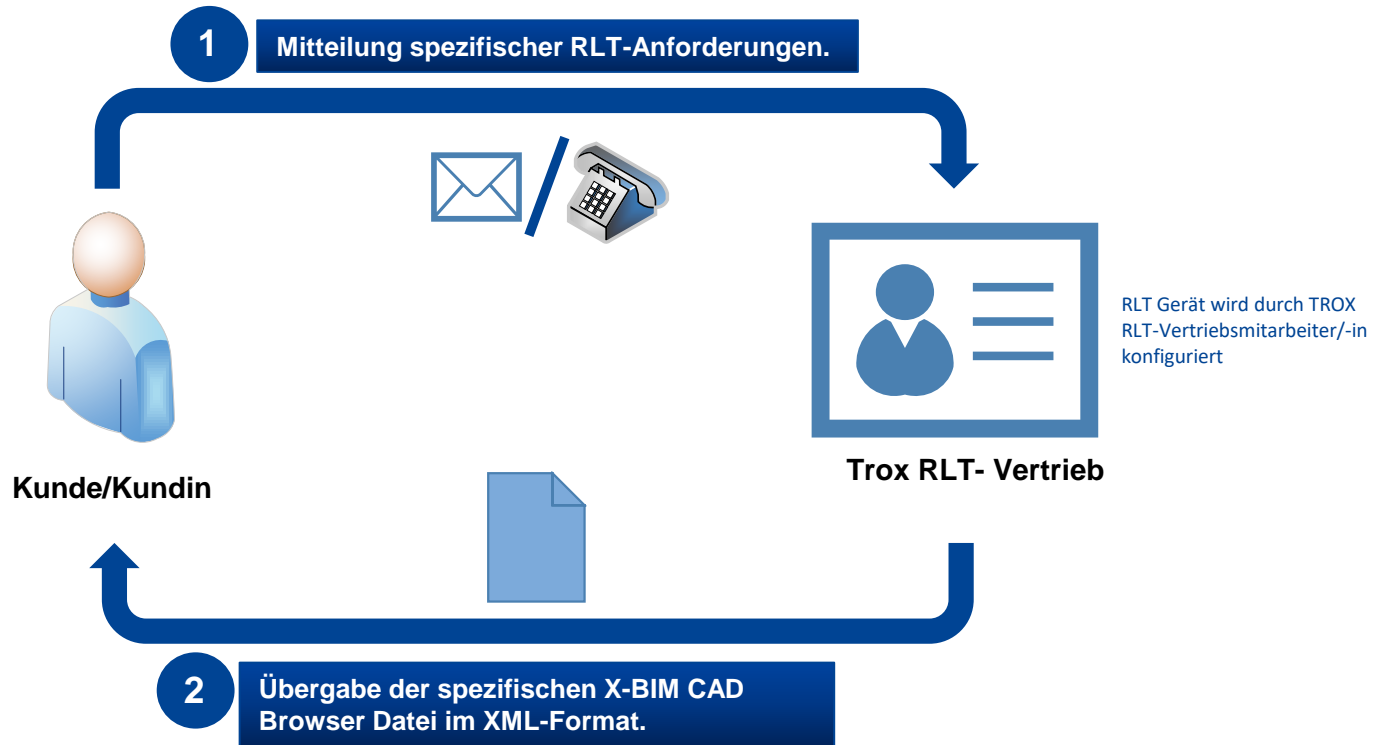 1
Mitteilung spezifischer RLT-Anforderungen.
RLT Gerät wird durch TROX
RLT-Vertriebsmitarbeiter/-in
konfiguriert
Kunde/Kundin
Trox RLT- Vertrieb
2
Übergabe der spezifischen X-BIM CAD
Browser Datei im XML-Format.